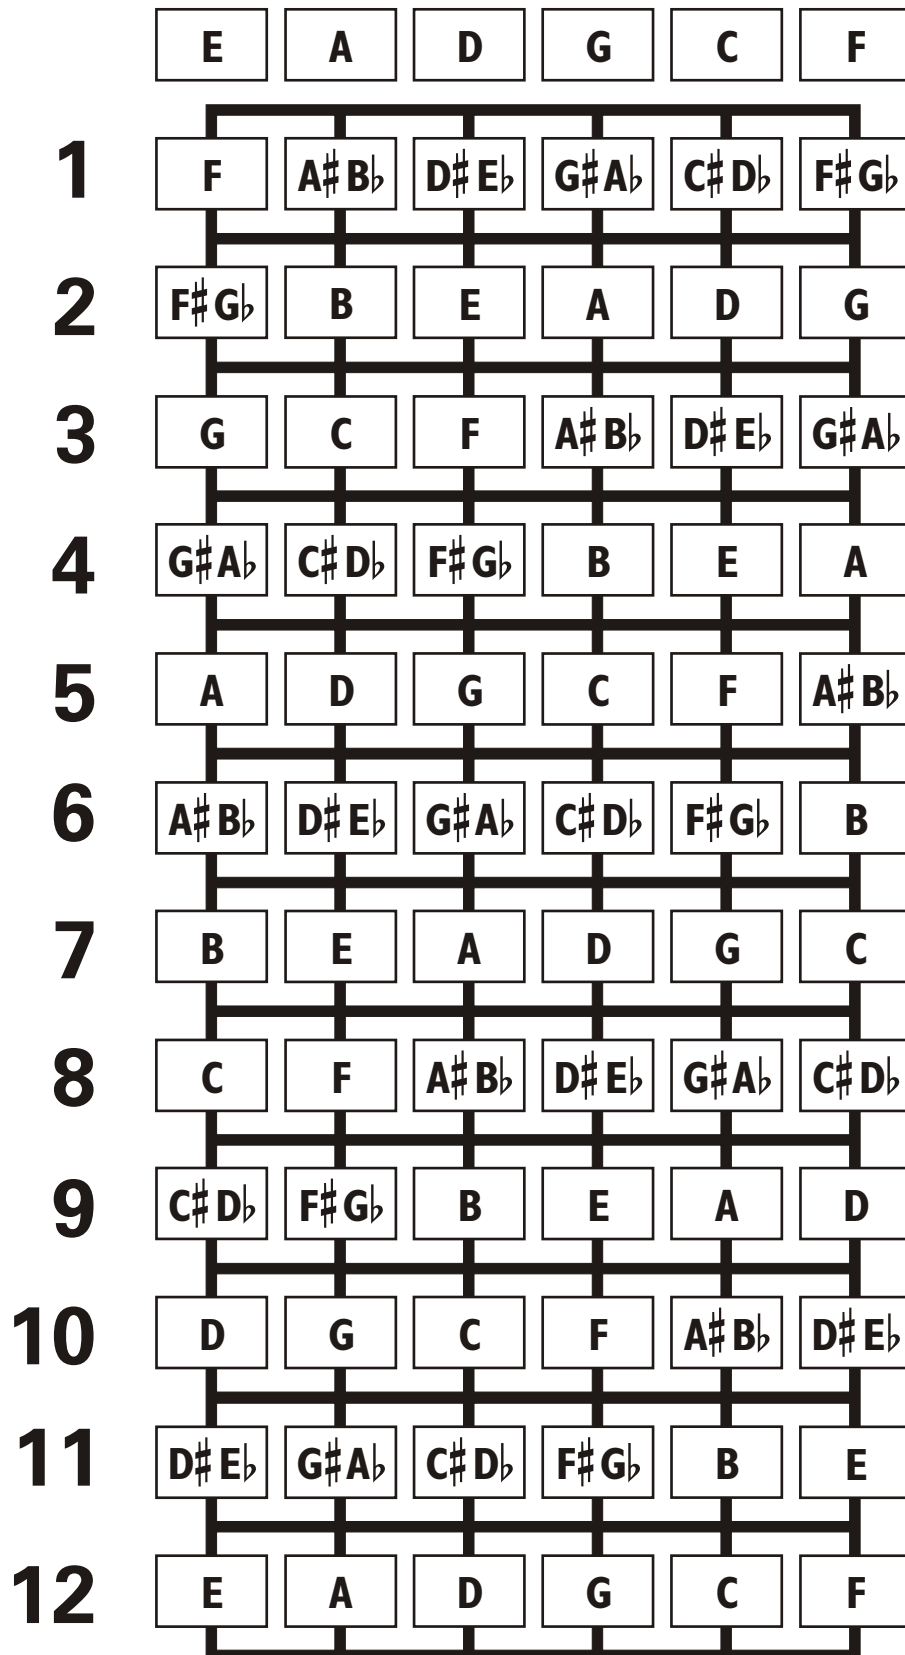 E A D G C F
1 F A♯B♭ D♯E♭ G♯A♭ C♯D♭ F♯G♭
2 F♯G♭ B E A D G
3 G C F A♯B♭ D♯E♭ G♯A♭
4 G♯A♭ C♯D♭ F♯G♭ B E A
5 A D G C F A♯B♭
6 A♯B♭ D♯E♭ G♯A♭ C♯D♭ F♯G♭ B
7 B E A D G C
8 C F A♯B♭ D♯E♭ G♯A♭ C♯D♭
9 C♯D♭ F♯G♭ B E A D
10 D G C F A♯B♭ D♯E♭
11 D♯E♭ G♯A♭ C♯D♭ F♯G♭ B E
12 E A D G C F